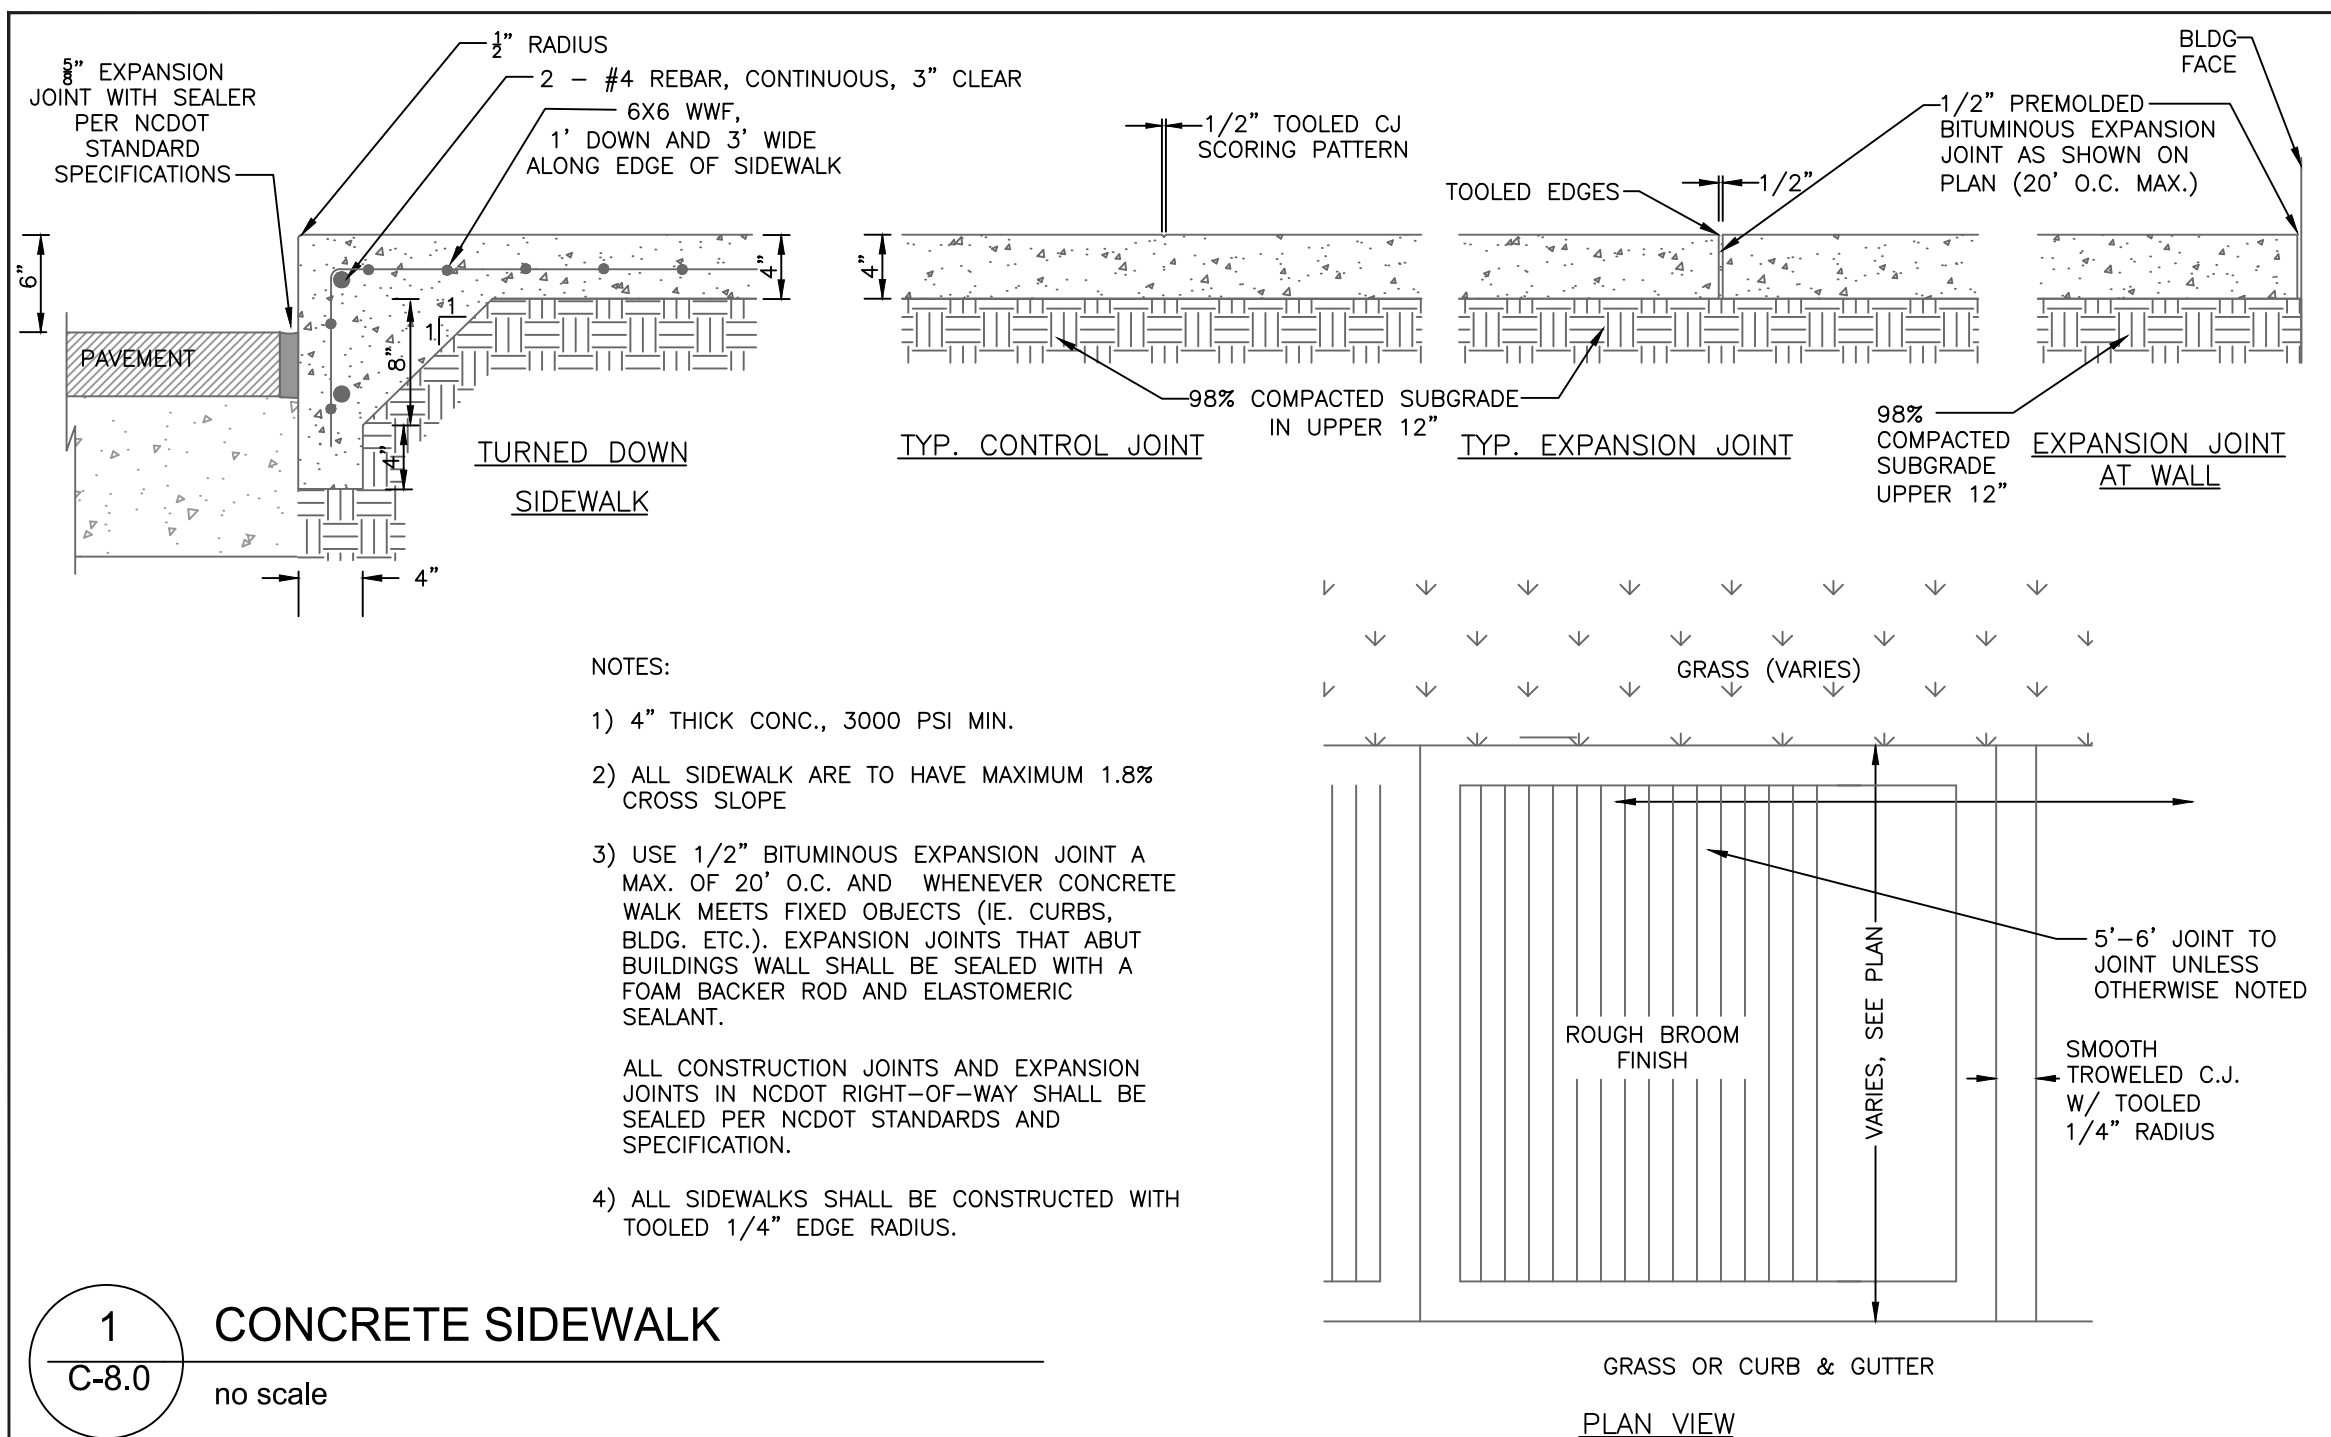 ½" RADIUS
2 - #4 REBAR, CONTINUOUS, 3" CLEAR
6X6 WWF,
1' DOWN AND 3' WIDE
ALONG EDGE OF SIDEWALK
⅝" EXPANSION
JOINT WITH SEALER
PER NCDOT
STANDARD
SPECIFICATIONS
6"
PAVEMENT
4"
1
1
8"
4"
4"
TURNED DOWN
SIDEWALK
1/2" TOOLED CJ
SCORING PATTERN
4"
TYP. CONTROL JOINT
98% COMPACTED SUBGRADE
IN UPPER 12"
TOOLED EDGES
1/2"
TYP. EXPANSION JOINT
BLDG
FACE
1/2" PREMOLDED
BITUMINOUS EXPANSION
JOINT AS SHOWN ON
PLAN (20' O.C. MAX.)
98%
COMPACTED
SUBGRADE
UPPER 12"
EXPANSION JOINT
AT WALL
NOTES:
1) 4" THICK CONC., 3000 PSI MIN.
2) ALL SIDEWALK ARE TO HAVE MAXIMUM 1.8%
CROSS SLOPE
3) USE 1/2" BITUMINOUS EXPANSION JOINT A
MAX. OF 20' O.C. AND WHENEVER CONCRETE
WALK MEETS FIXED OBJECTS (IE. CURBS,
BLDG. ETC.). EXPANSION JOINTS THAT ABUT
BUILDINGS WALL SHALL BE SEALED WITH A
FOAM BACKER ROD AND ELASTOMERIC
SEALANT.
ALL CONSTRUCTION JOINTS AND EXPANSION
JOINTS IN NCDOT RIGHT-OF-WAY SHALL BE
SEALED PER NCDOT STANDARDS AND
SPECIFICATION.
4) ALL SIDEWALKS SHALL BE CONSTRUCTED WITH
TOOLED 1/4" EDGE RADIUS.
GRASS (VARIES)
VARIES, SEE PLAN
5'-6' JOINT TO
JOINT UNLESS
OTHERWISE NOTED
ROUGH BROOM
FINISH
SMOOTH
TROWELED C.J.
W/ TOOLED
1/4" RADIUS
GRASS OR CURB & GUTTER
PLAN VIEW
1
C-8.0
CONCRETE SIDEWALK
no scale